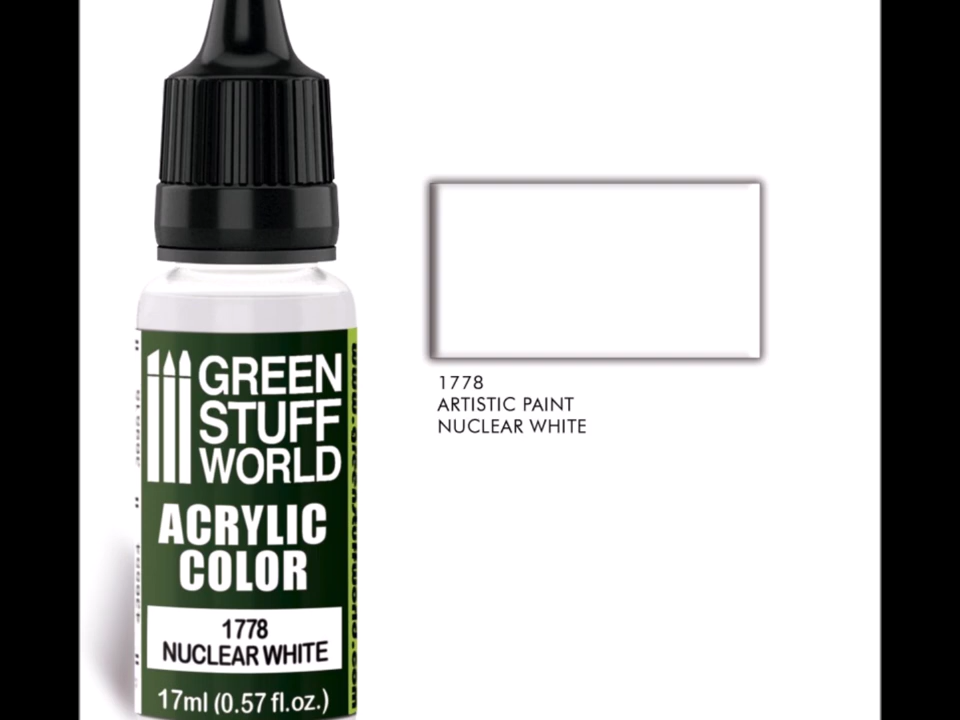 GREEN
STUFF
WORLD
ACRYLIC
COLOR
1778
NUCLEAR WHITE
17ml (0.57 fl.oz.)
1778
ARTISTIC PAINT
NUCLEAR WHITE